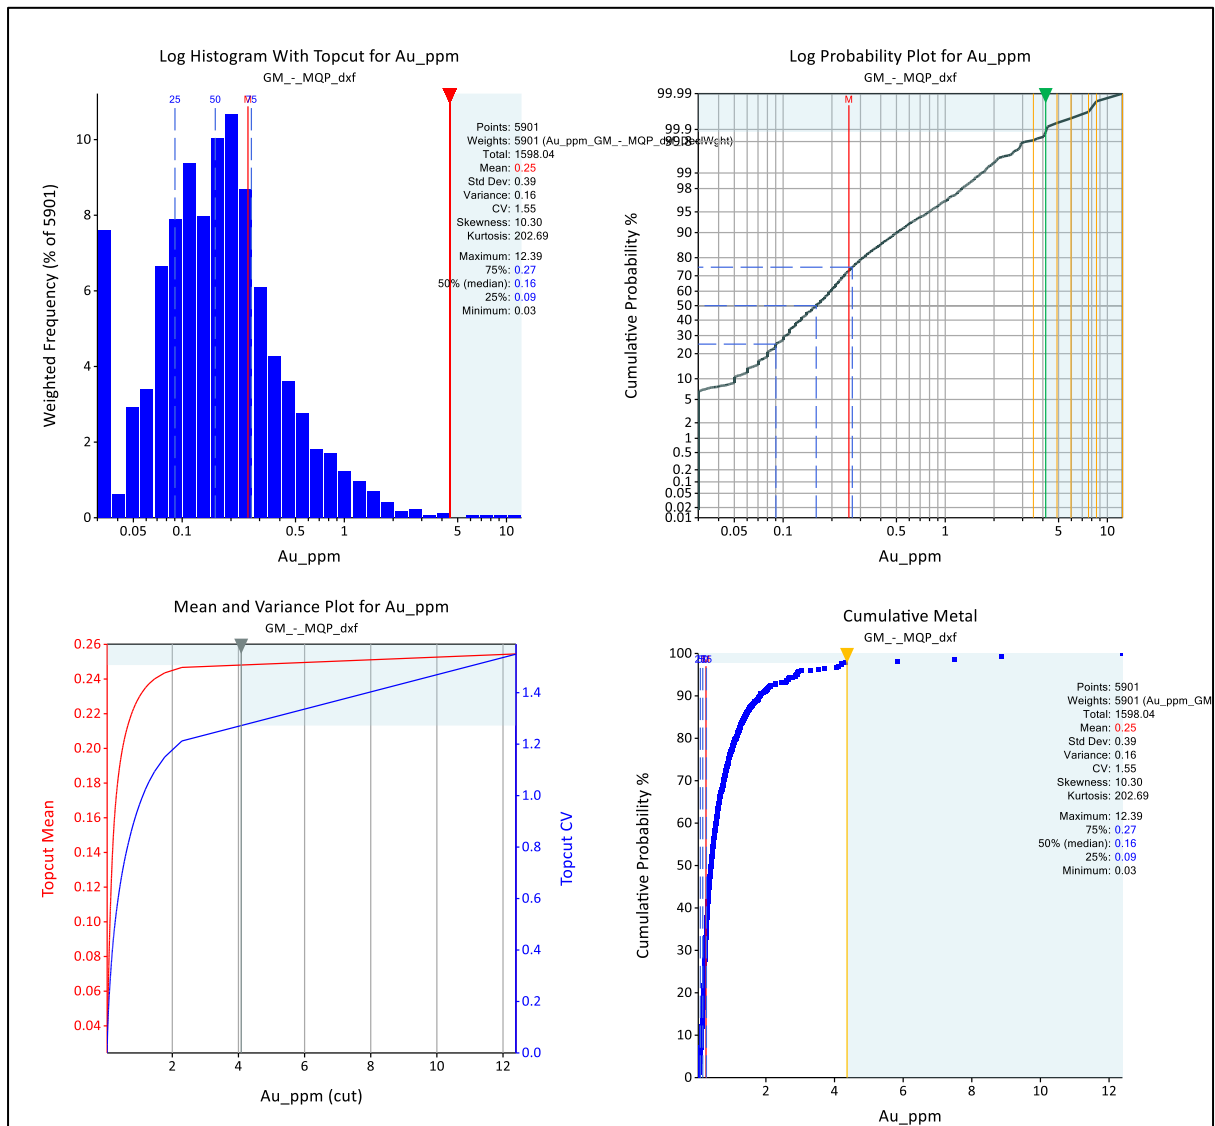 Log Histogram With Topcut for Au_ppm
GM_-_MQP_dxf
25
50
M
75
Points: 5901
Weights: 5901 (Au_ppm_GM_-_MQP_dxf
Total: 1598.04
Mean: 0.25
Std Dev: 0.39
Variance: 0.16
CV: 1.55
Skewness: 10.30
Kurtosis: 202.69
Maximum: 12.39
75%: 0.27
50% (median): 0.16
25%: 0.09
Minimum: 0.03
Weighted Frequency (% of 5901)
10
8
6
4
2
0
0.05
0.1
0.5
1
5
10
Au_ppm
Log Probability Plot for Au_ppm
GM_-_MQP_dxf
M
Cumulative Probability %
99.99
99.9
99.8
99
98
95
90
80
70
60
50
40
30
20
10
5
2
1
0.5
0.2
0.1
0.05
0.02
0.01
0.05
0.1
0.5
1
5
10
Au_ppm
Mean and Variance Plot for Au_ppm
GM_-_MQP_dxf
Topcut Mean
0.26
0.24
0.22
0.20
0.18
0.16
0.14
0.12
0.10
0.08
0.06
0.04
Topcut CV
1.4
1.2
1.0
0.8
0.6
0.4
0.2
0.0
2
4
6
8
10
12
Au_ppm (cut)
Cumulative Metal
GM_-_MQP_dxf
Cumulative Probability %
100
90
80
70
60
50
40
30
20
10
0
Points: 5901
Weights: 5901 (Au_ppm_GM
Total: 1598.04
Mean: 0.25
Std Dev: 0.39
Variance: 0.16
CV: 1.55
Skewness: 10.30
Kurtosis: 202.69
Maximum: 12.39
75%: 0.27
50% (median): 0.16
25%: 0.09
Minimum: 0.03
2
4
6
8
10
12
Au_ppm